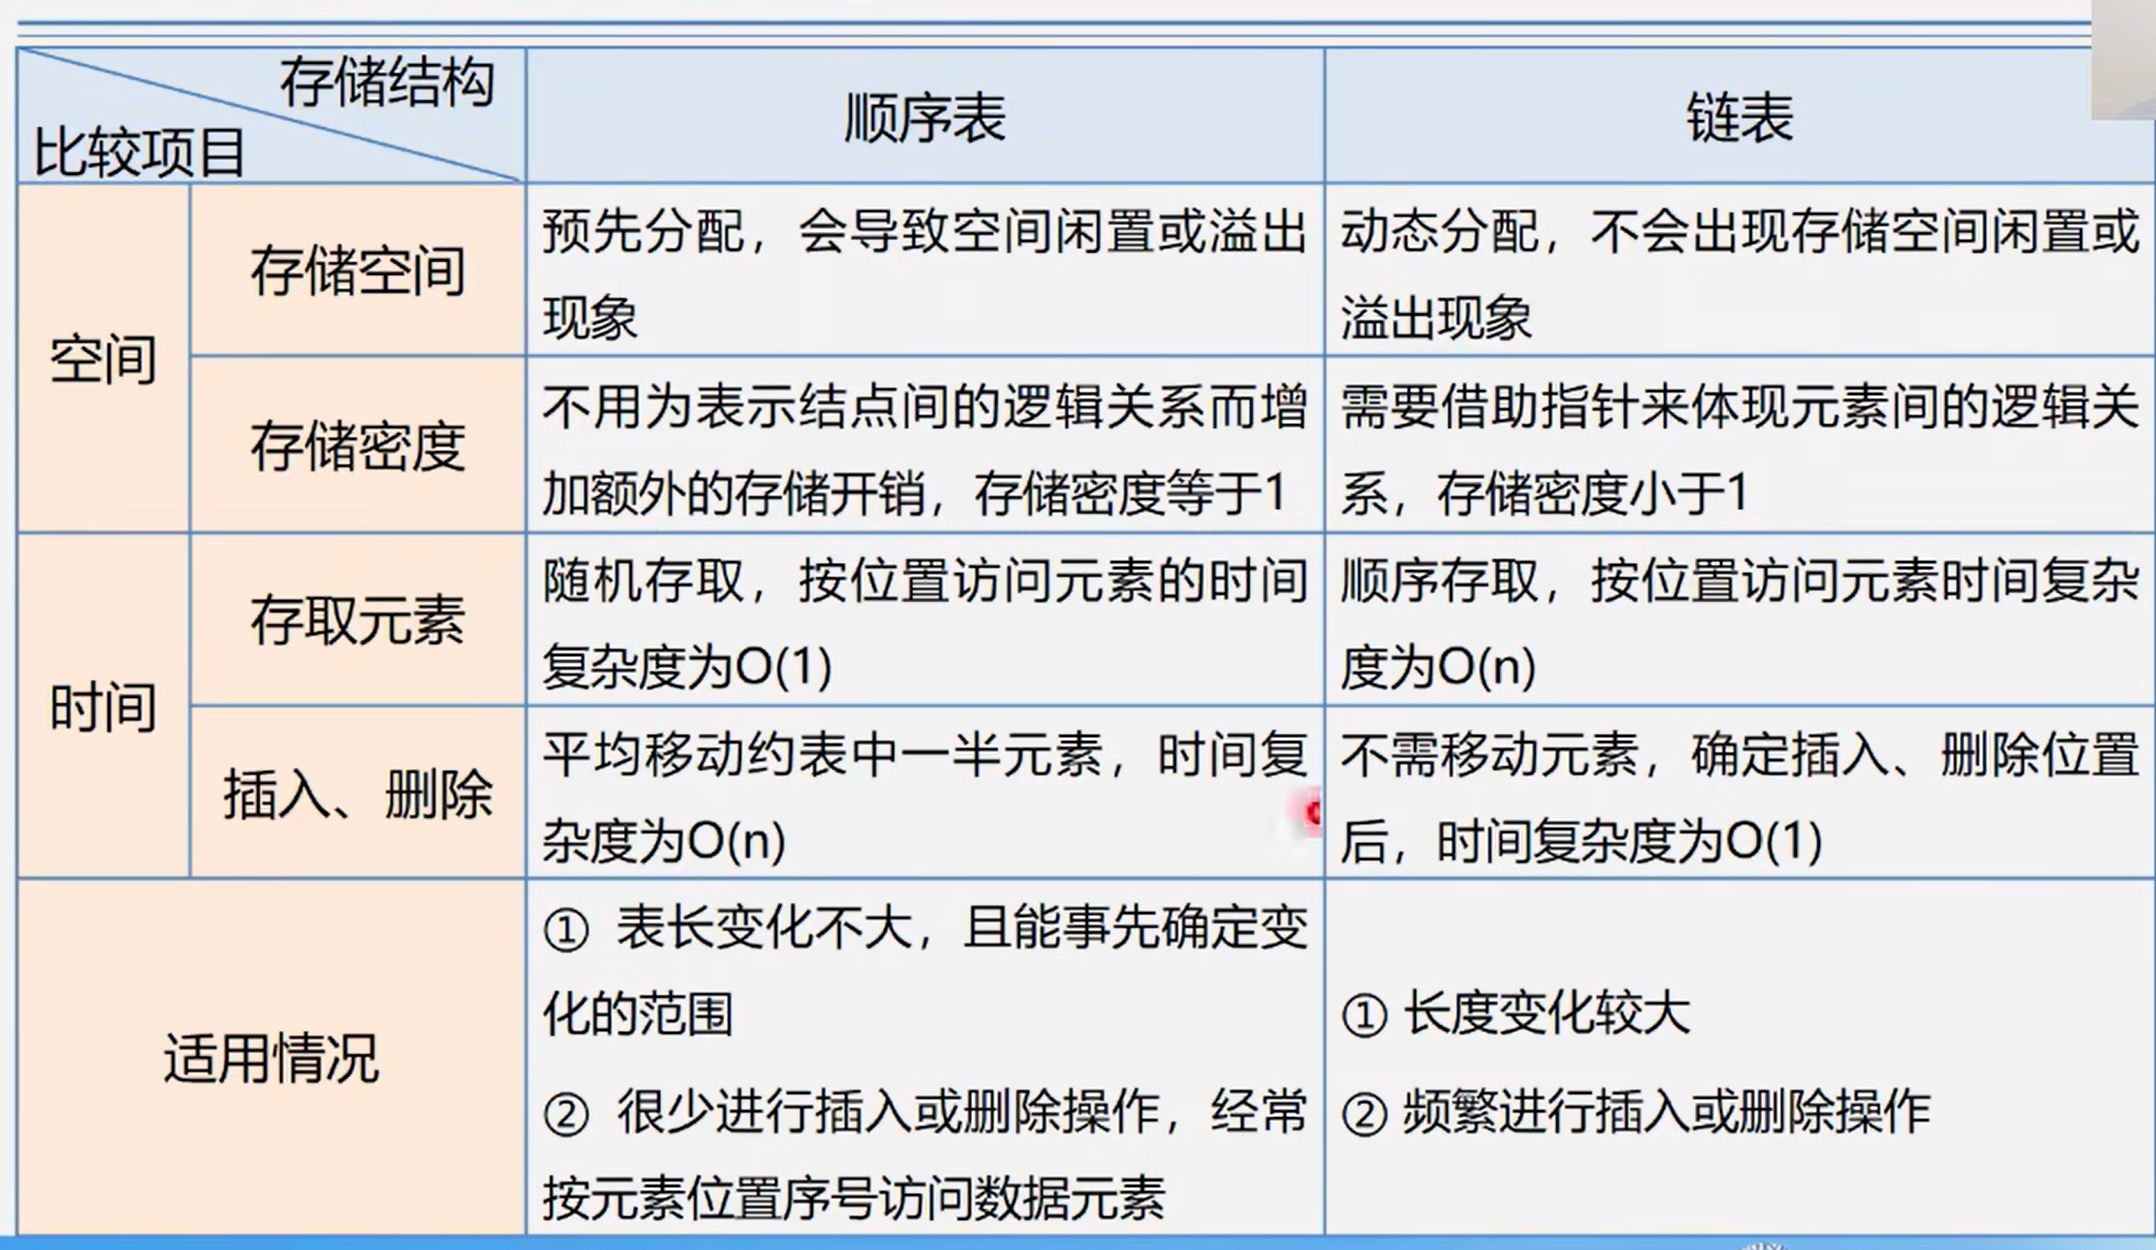 存储结构
比较项目
顺序表
链表
空间
存储空间
预先分配，会导致空间闲置或溢出
现象
动态分配，不会出现存储空间闲置或
溢出现象
存储密度
不用为表示结点间的逻辑关系而增
加额外的存储开销，存储密度等于1
需要借助指针来体现元素间的逻辑关
系，存储密度小于1
时间
存取元素
随机存取，按位置访问元素的时间
复杂度为O(1)
顺序存取，按位置访问元素时间复杂
度为O(n)
插入、删除
平均移动约表中一半元素，时间复
杂度为O(n)
不需移动元素，确定插入、删除位置
后，时间复杂度为O(1)
适用情况
① 表长变化不大，且能事先确定变
化的范围
② 很少进行插入或删除操作，经常
按元素位置序号访问数据元素
① 长度变化较大
② 频繁进行插入或删除操作